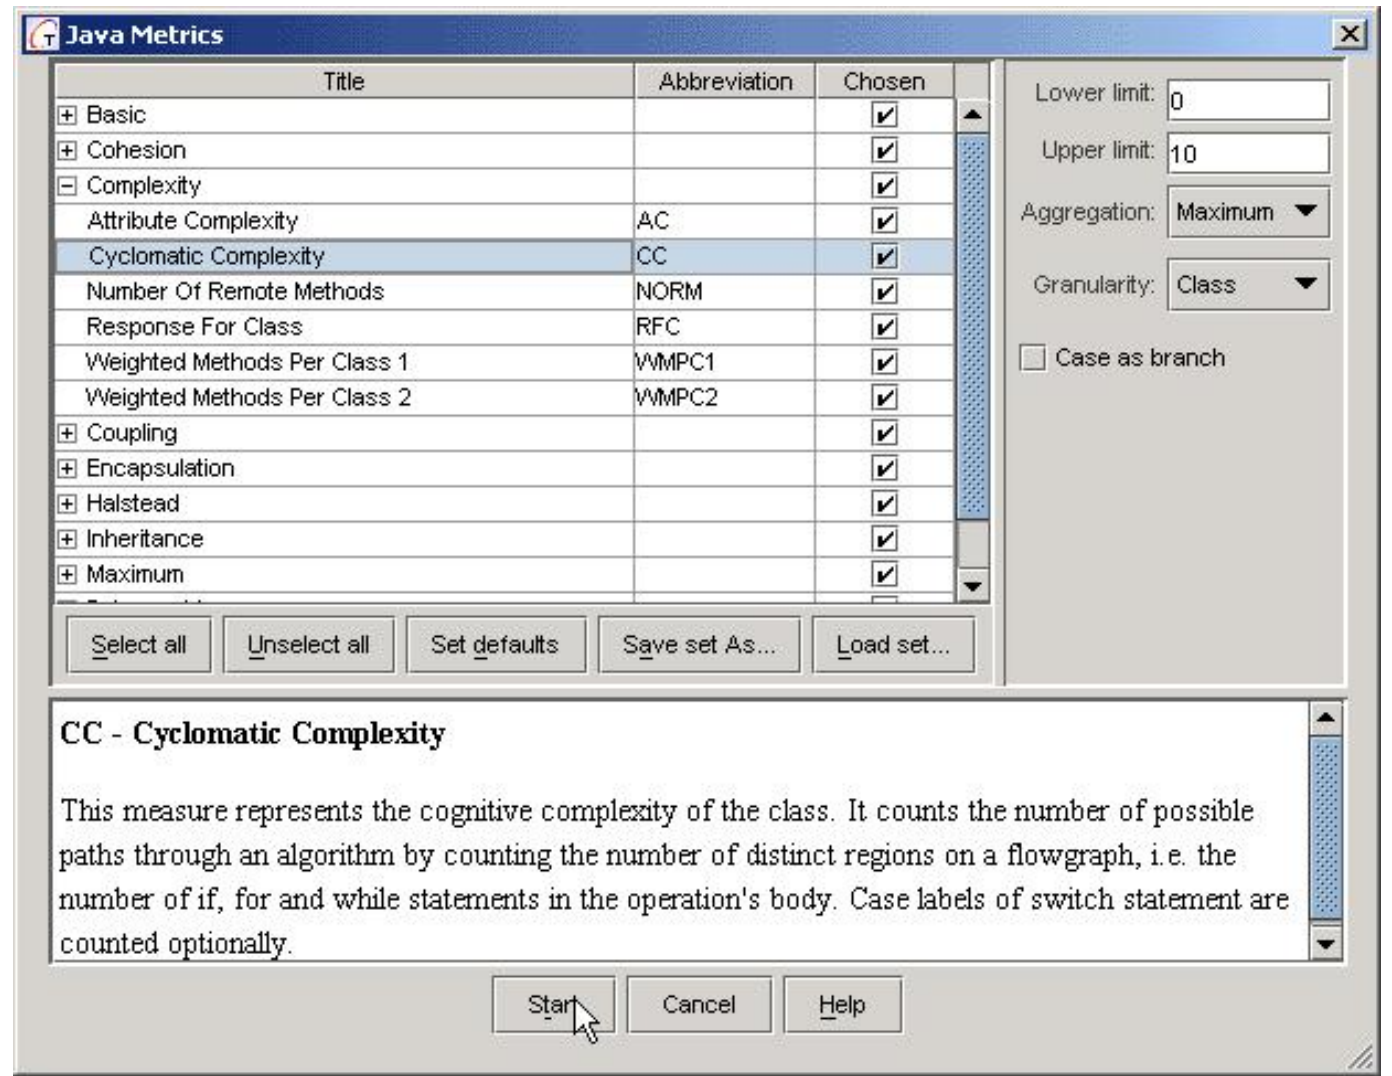 Java Metrics
Title Abbreviation Chosen
Basic
Cohesion
Complexity
Attribute Complexity AC
Cyclomatic Complexity CC
Number Of Remote Methods NORM
Response For Class RFC
Weighted Methods Per Class 1 WMPC1
Weighted Methods Per Class 2 WMPC2
Coupling
Encapsulation
Halstead
Inheritance
Maximum
Select all Unselect all Set defaults Save set As... Load set...
Lower limit: 0
Upper limit: 10
Aggregation: Maximum
Granularity: Class
Case as branch
CC - Cyclomatic Complexity
This measure represents the cognitive complexity of the class. It counts the number of possible
paths through an algorithm by counting the number of distinct regions on a flowgraph, i.e. the
number of if, for and while statements in the operation's body. Case labels of switch statement are
counted optionally.
Start Cancel Help